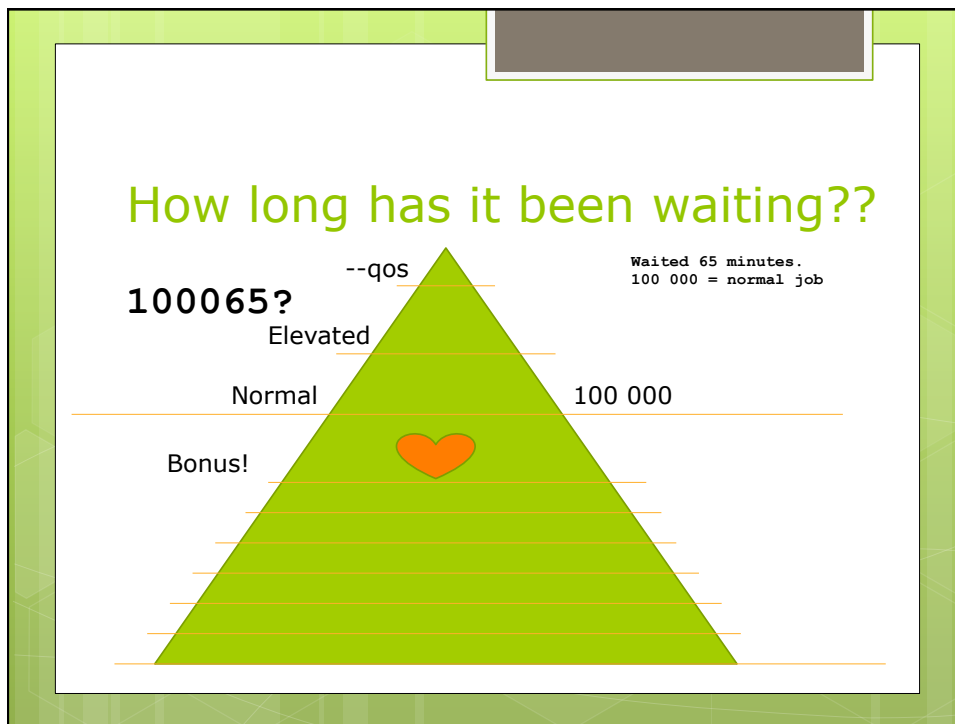 How long has it been waiting??
--qos
Waited 65 minutes.
100 000 = normal job
100065?
Elevated
Normal
100 000
Bonus!